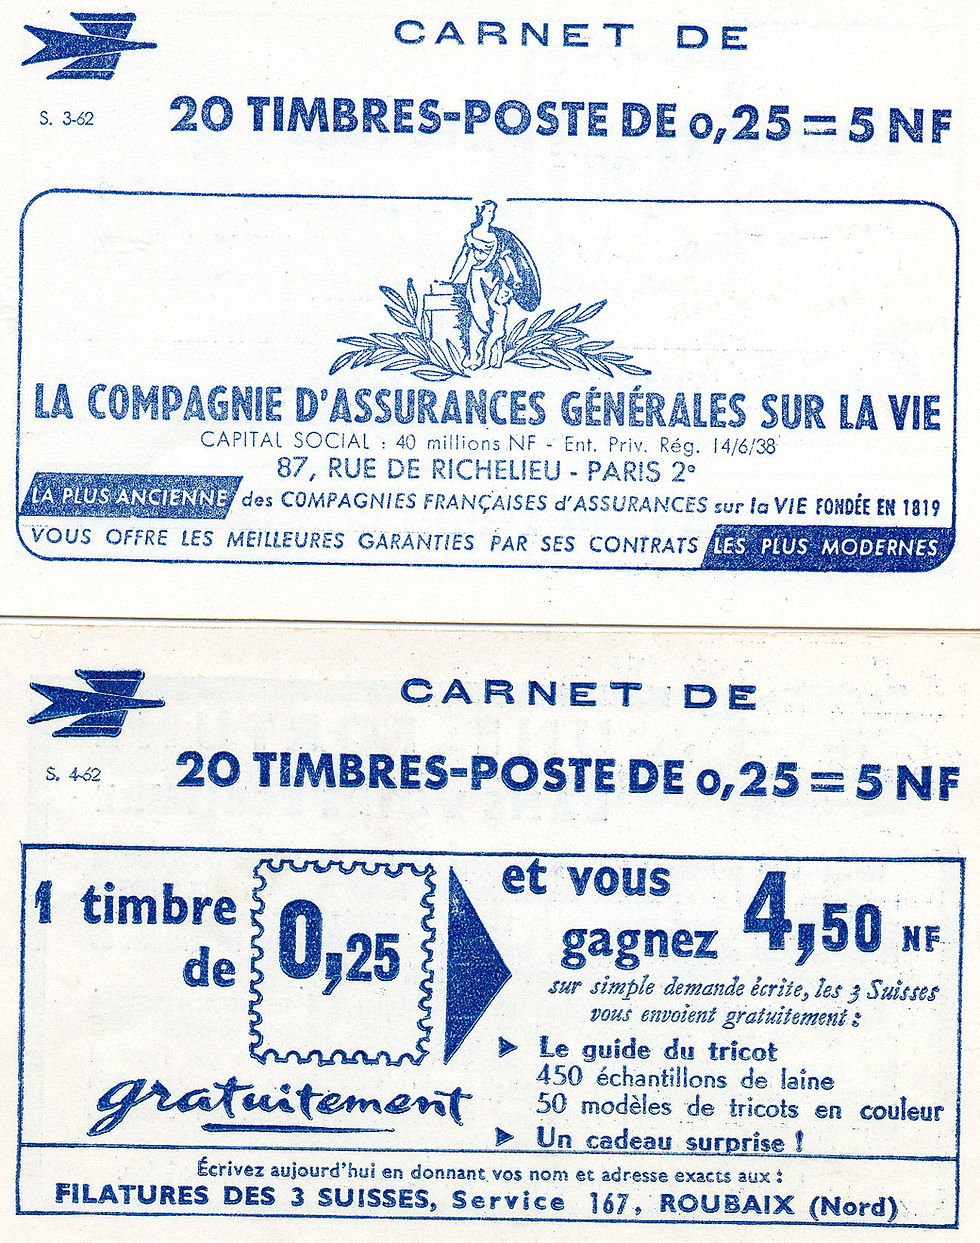 CARNET DE
S. 3-62
20 TIMBRES-POSTE DE 0,25 = 5 NF
LA COMPAGNIE D'ASSURANCES GÉNÉRALES SUR LA VIE
CAPITAL SOCIAL : 40 millions NF - Ent. Priv. Rég. 14/6/38
87, RUE DE RICHELIEU - PARIS 2e
LA PLUS ANCIENNE des COMPAGNIES FRANÇAISES d'ASSURANCES sur la VIE FONDÉE EN 1819
VOUS OFFRE LES MEILLEURES GARANTIES PAR SES CONTRATS LES PLUS MODERNES
CARNET DE
S. 4-62
20 TIMBRES-POSTE DE 0,25 = 5 NF
1 timbre
de
0,25
gratuitement
et vous
gagnez 4,50 NF
sur simple demande écrite, les 3 Suisses
vous envoient gratuitement :
Le guide du tricot
450 échantillons de laine
50 modèles de tricots en couleur
Un cadeau surprise !
Écrivez aujourd'hui en donnant vos nom et adresse exacts aux :
FILATURES DES 3 SUISSES, Service 167, ROUBAIX (Nord)